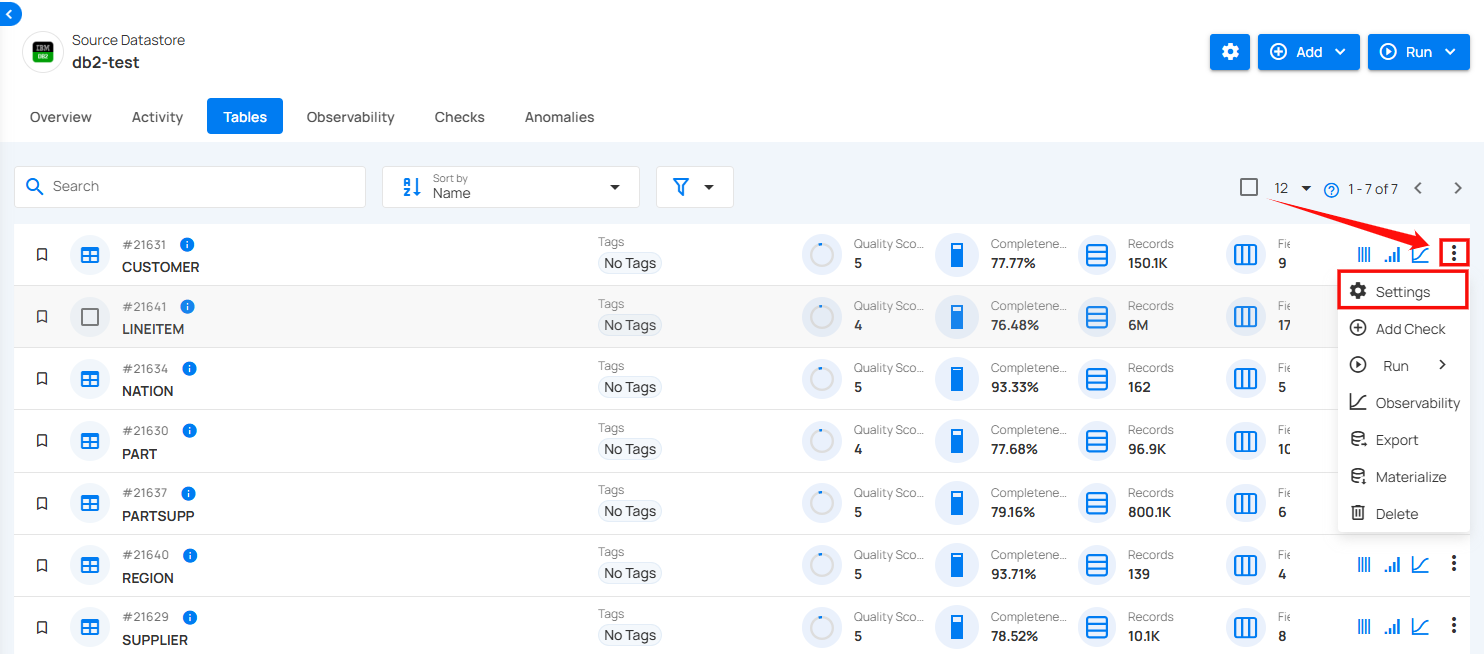 Source Datastore
IBM
DB2
db2-test
Add
Run
Overview
Activity
Tables
Observability
Checks
Anomalies
Search
A
Z
Sort by
Name
12
?
1 - 7 of 7
#21631
CUSTOMER
Tags
No Tags
Quality Sco...
5
Completene...
77.77%
Records
150.1K
Fie
9
Settings
#21641
LINEITEM
Tags
No Tags
Quality Sco...
4
Completene...
76.48%
Records
6M
Fie
17
Add Check
#21634
NATION
Tags
No Tags
Quality Sco...
5
Completene...
93.33%
Records
162
Fie
5
Run
Observability
#21630
PART
Tags
No Tags
Quality Sco...
4
Completene...
77.68%
Records
96.9K
Fie
10
Export
Materialize
#21637
PARTSUPP
Tags
No Tags
Quality Sco...
5
Completene...
79.16%
Records
800.1K
Fie
6
Delete
#21640
REGION
Tags
No Tags
Quality Sco...
5
Completene...
93.71%
Records
139
Fie
4
#21629
SUPPLIER
Tags
No Tags
Quality Sco...
5
Completene...
78.52%
Records
10.1K
Fie
8